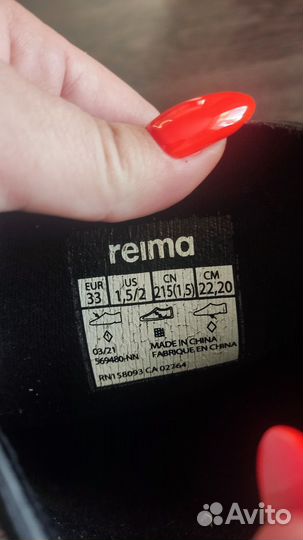 reima
EUR US CN CM
33 1,5/2 215(1,5) 22,20
03/21 MADE IN CHINA
569480-NN FABRIQUE EN CHINA
RN158093 CA 02764
Avito